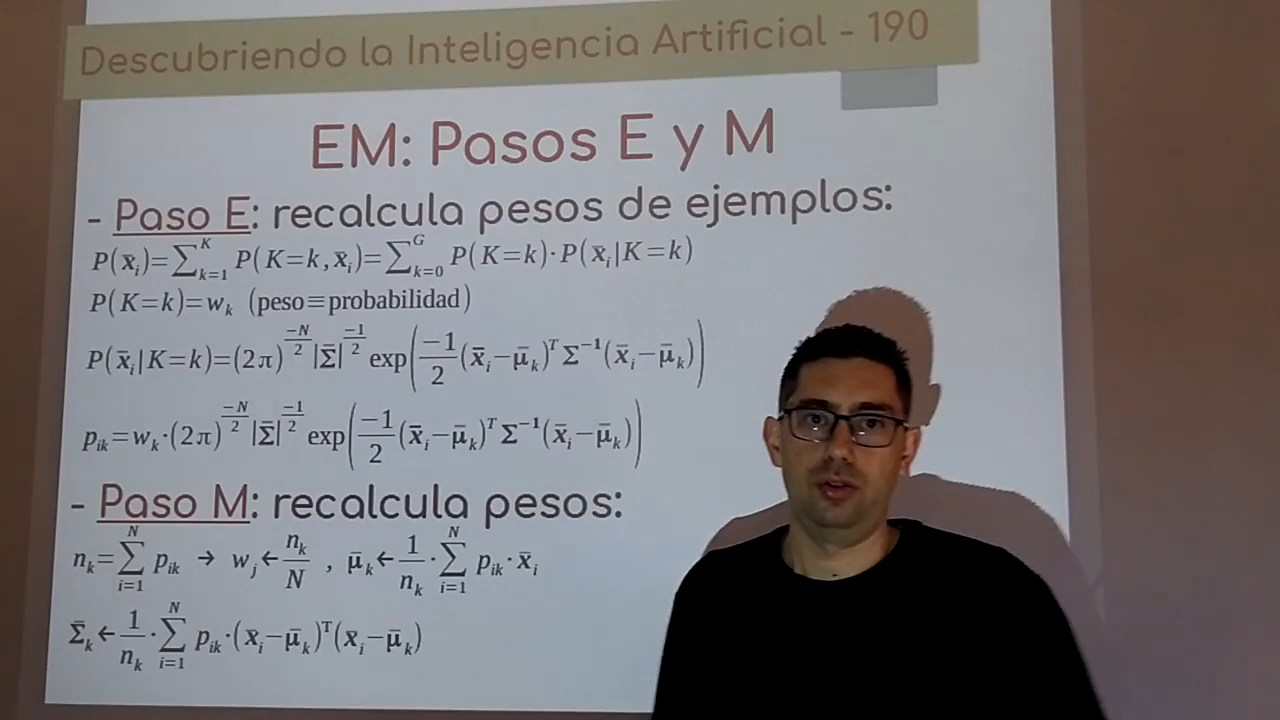 Descubriendo la Inteligencia Artificial - 190
EM: Pasos E y M
- Paso E: recalcula pesos de ejemplos:
P(x̄ᵢ)=∑ₖ₌₁ᴷ P(K=k,x̄ᵢ)=∑ₖ₌₀ᴳ P(K=k)·P(x̄ᵢ|K=k)
P(K=k)=wₖ (peso≡probabilidad)
P(x̄ᵢ|K=k)=(2π)^(-N/2) |Σ̄|^(-1/2) exp(-1/2 (x̄ᵢ−μ̄ₖ)ᵀ Σ⁻¹(x̄ᵢ−μ̄ₖ))
pᵢₖ=wₖ·(2π)^(-N/2) |Σ̄|^(-1/2) exp(-1/2 (x̄ᵢ−μ̄ₖ)ᵀ Σ⁻¹(x̄ᵢ−μ̄ₖ))
- Paso M: recalcula pesos:
nₖ=∑ᵢ₌₁ᴺ pᵢₖ → wⱼ←nₖ/N , μ̄ₖ←1/nₖ·∑ᵢ₌₁ᴺ pᵢₖ·x̄ᵢ
Σ̄ₖ←1/nₖ·∑ᵢ₌₁ᴺ pᵢₖ·(x̄ᵢ−μ̄ₖ)ᵀ(x̄ᵢ−μ̄ₖ)